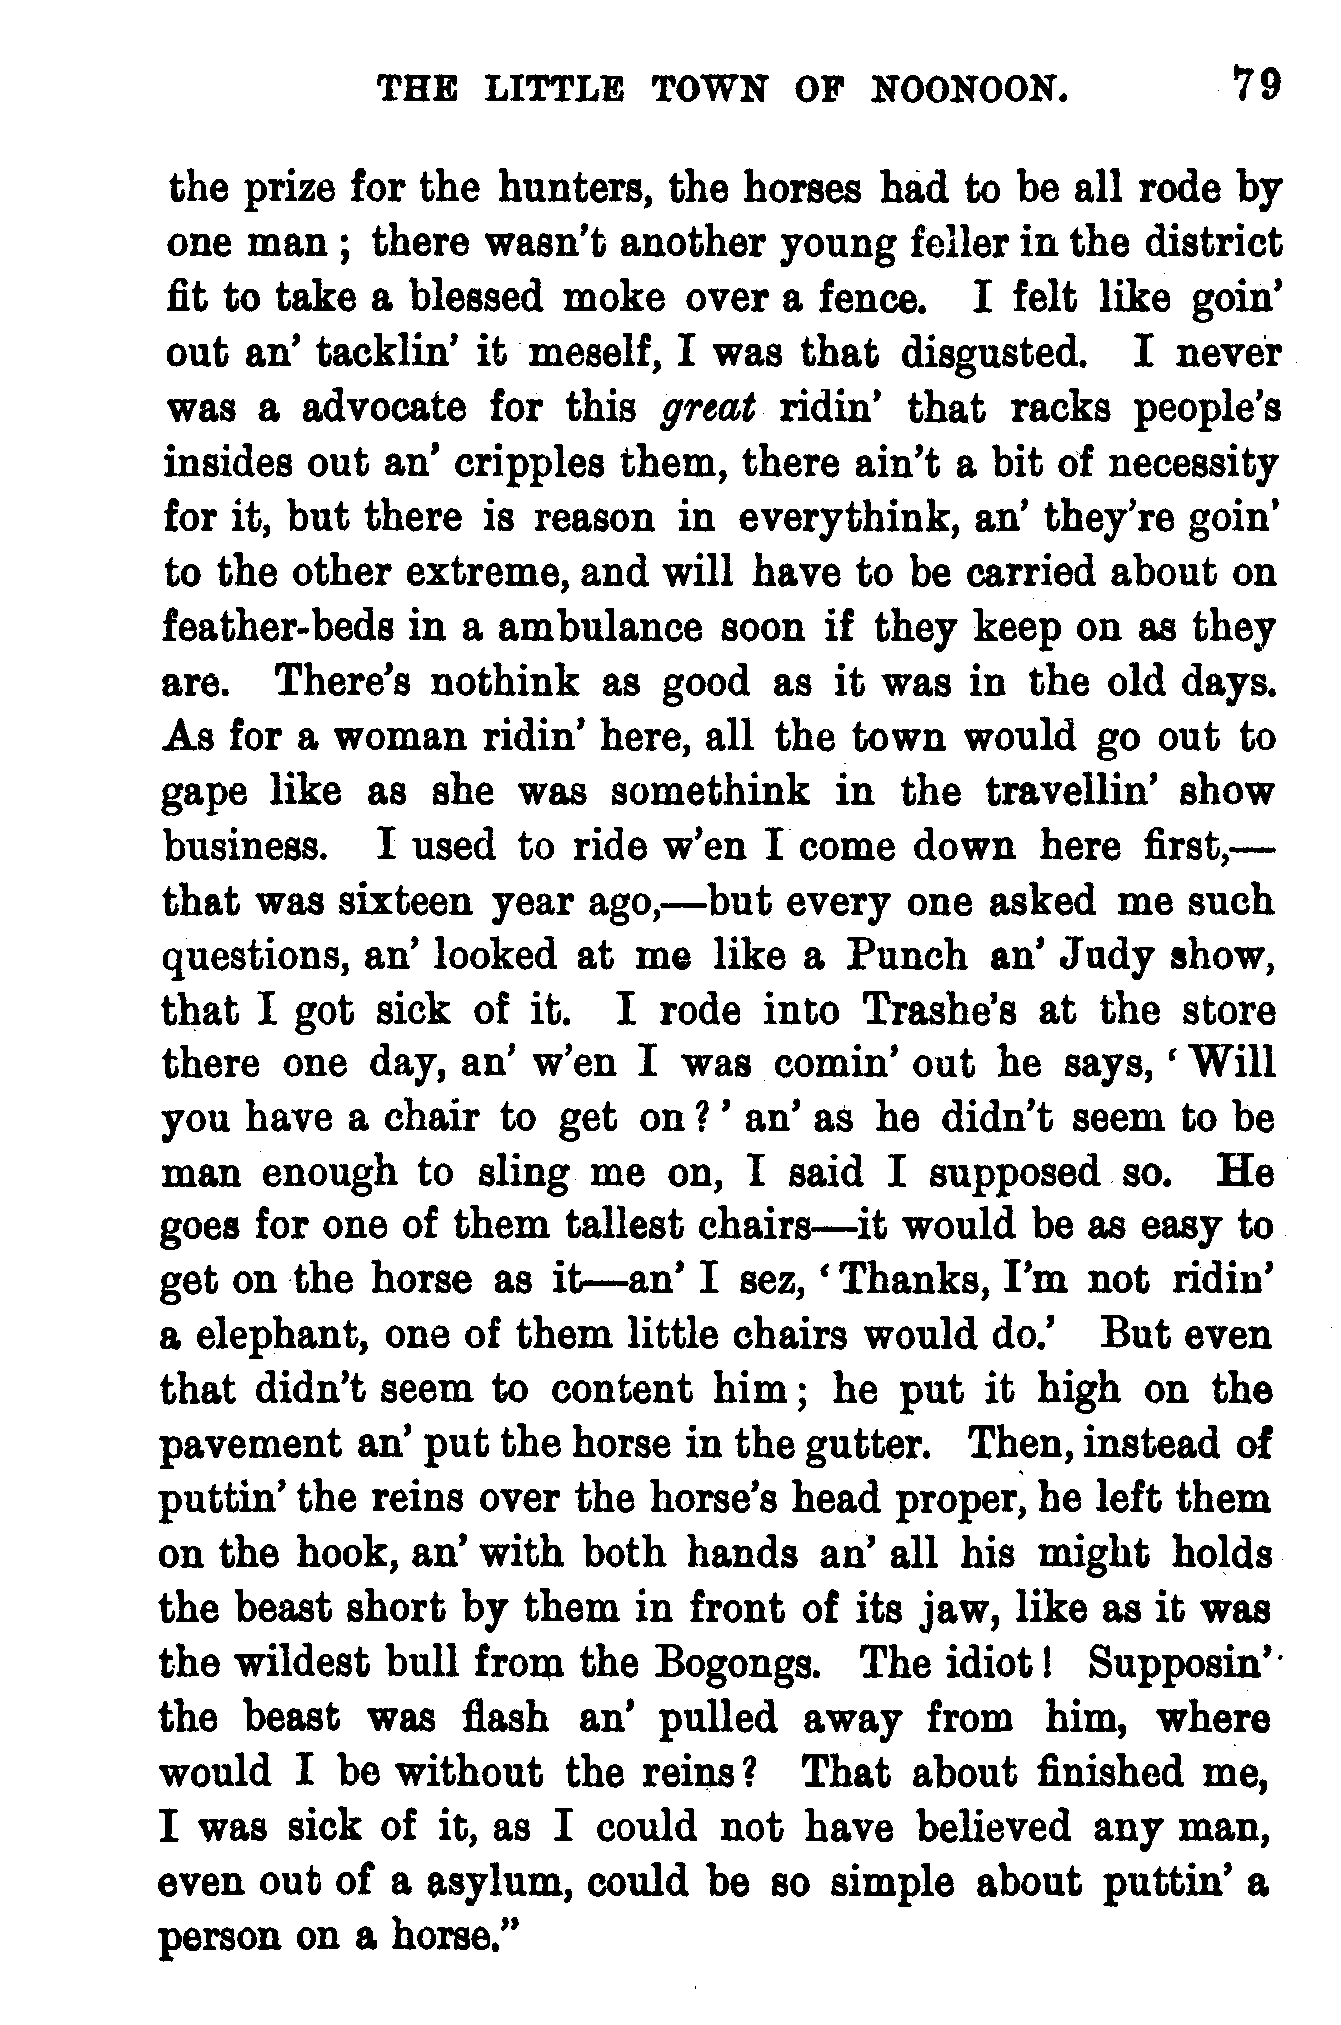 THE LITTLE TOWN OF NOONOON. 79
the prize for the hunters, the horses had to be all rode by
one man ; there wasn't another young feller in the district
fit to take a blessed moke over a fence. I felt like goin'
out an' tacklin' it meself, I was that disgusted. I never
was a advocate for this great ridin' that racks people's
insides out an' cripples them, there ain't a bit of necessity
for it, but there is reason in everythink, an' they're goin'
to the other extreme, and will have to be carried about on
feather-beds in a ambulance soon if they keep on as they
are. There's nothink as good as it was in the old days.
As for a woman ridin' here, all the town would go out to
gape like as she was somethink in the travellin' show
business. I used to ride w'en I come down here first,—
that was sixteen year ago,—but every one asked me such
questions, an' looked at me like a Punch an' Judy show,
that I got sick of it. I rode into Trashe's at the store
there one day, an' w'en I was comin' out he says, ‘ Will
you have a chair to get on ? ’ an' as he didn't seem to be
man enough to sling me on, I said I supposed so. He
goes for one of them tallest chairs—it would be as easy to
get on the horse as it—an' I sez, ‘ Thanks, I'm not ridin'
a elephant, one of them little chairs would do.’ But even
that didn't seem to content him ; he put it high on the
pavement an' put the horse in the gutter. Then, instead of
puttin' the reins over the horse's head proper, he left them
on the hook, an' with both hands an' all his might holds
the beast short by them in front of its jaw, like as it was
the wildest bull from the Bogongs. The idiot ! Supposin'
the beast was flash an' pulled away from him, where
would I be without the reins ? That about finished me,
I was sick of it, as I could not have believed any man,
even out of a asylum, could be so simple about puttin' a
person on a horse.”